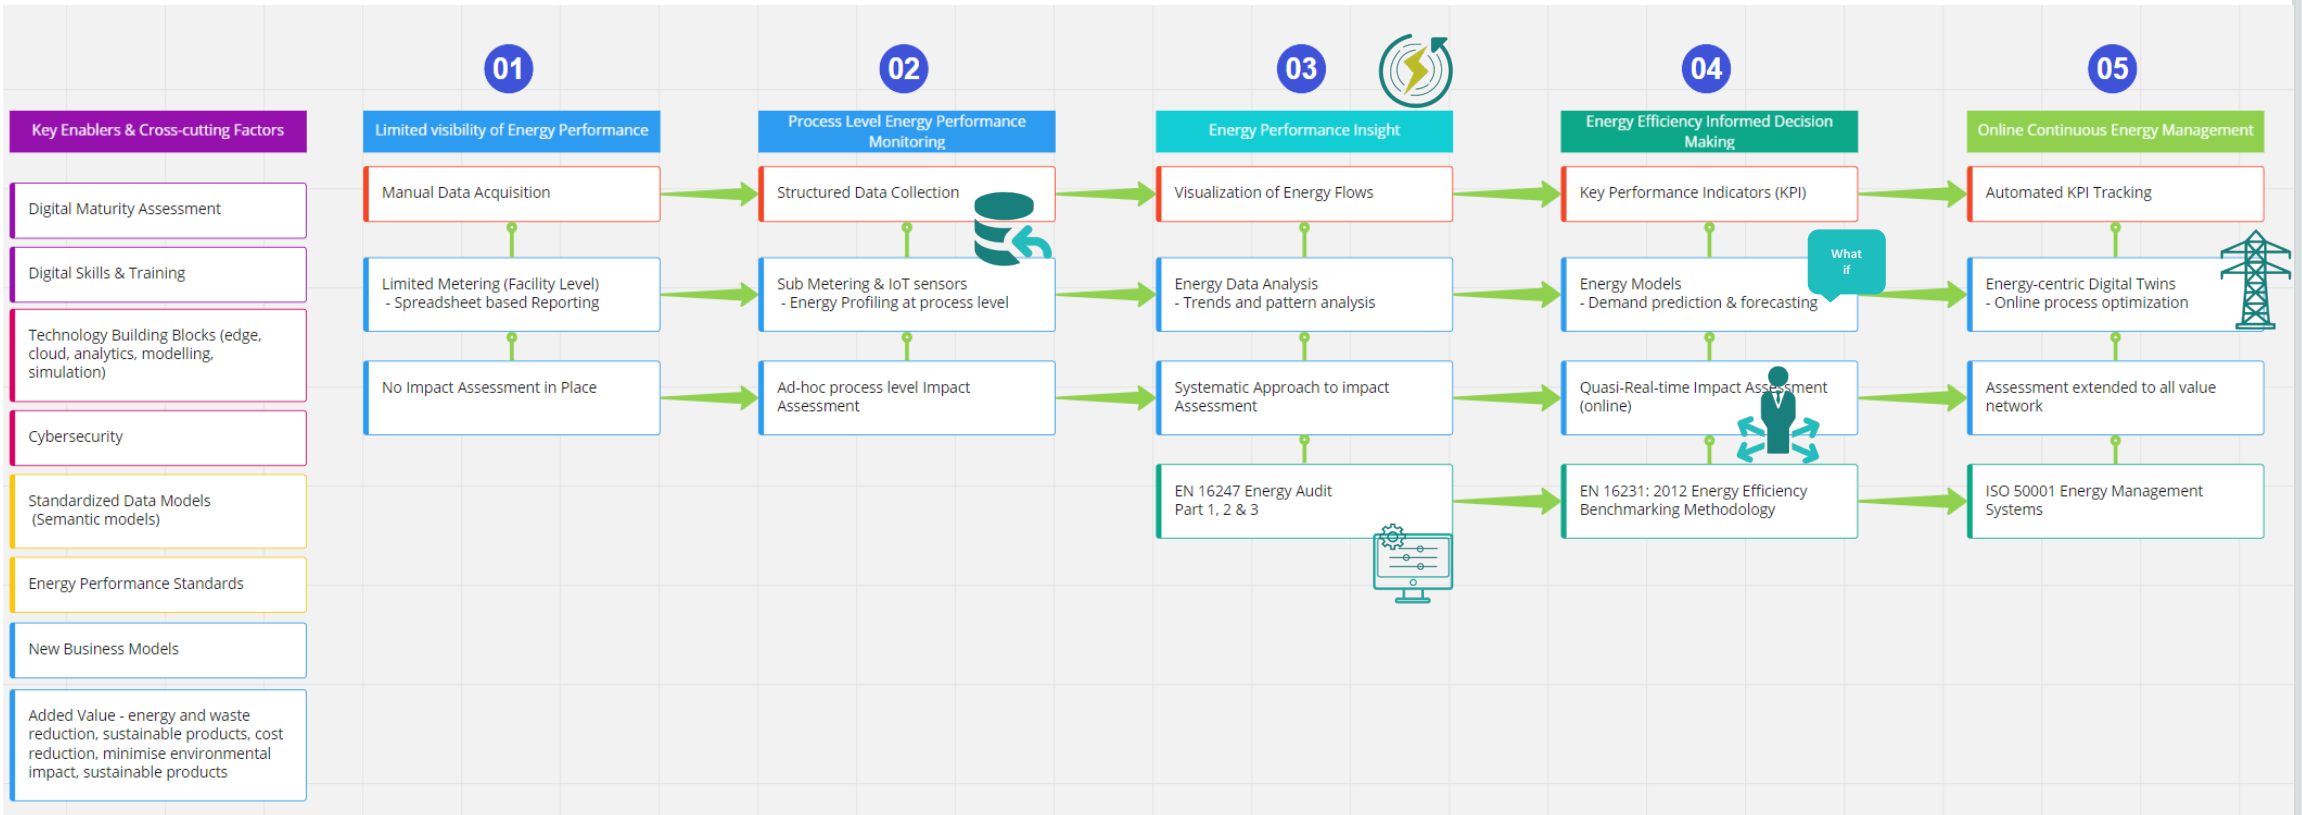 01
02
03
04
05
Key Enablers & Cross-cutting Factors
Digital Maturity Assessment
Digital Skills & Training
Technology Building Blocks (edge,
cloud, analytics, modelling,
simulation)
Cybersecurity
Standardized Data Models
(Semantic models)
Energy Performance Standards
New Business Models
Added Value - energy and waste
reduction, sustainable products, cost
reduction, minimise environmental
impact, sustainable products
Limited visibility of Energy Performance
Manual Data Acquisition
Limited Metering (Facility Level)
- Spreadsheet based Reporting
No Impact Assessment in Place
Process Level Energy Performance
Monitoring
Structured Data Collection
Sub Metering & IoT sensors
- Energy Profiling at process level
Ad-hoc process level Impact
Assessment
Energy Performance Insight
Visualization of Energy Flows
Energy Data Analysis
- Trends and pattern analysis
Systematic Approach to impact
Assessment
EN 16247 Energy Audit
Part 1, 2 & 3
Energy Efficiency Informed Decision
Making
Key Performance Indicators (KPI)
What
if
Energy Models
- Demand prediction & forecasting
Quasi-Real-time Impact Assessment
(online)
EN 16231: 2012 Energy Efficiency
Benchmarking Methodology
Online Continuous Energy Management
Automated KPI Tracking
Energy-centric Digital Twins
- Online process optimization
Assessment extended to all value
network
ISO 50001 Energy Management
Systems